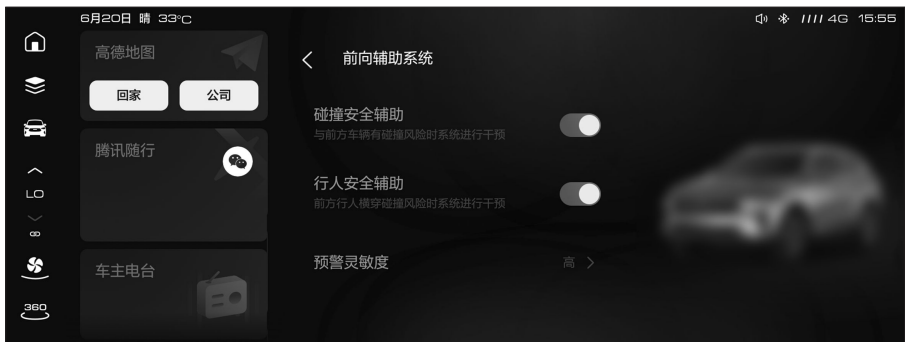 6月20日 晴 33°C
4G 15:55
高德地图
回家
公司
腾讯随行
车主电台
LO
360
前向辅助系统
碰撞安全辅助
与前方车辆有碰撞风险时系统进行干预
行人安全辅助
前方行人横穿碰撞风险时系统进行干预
预警灵敏度
高